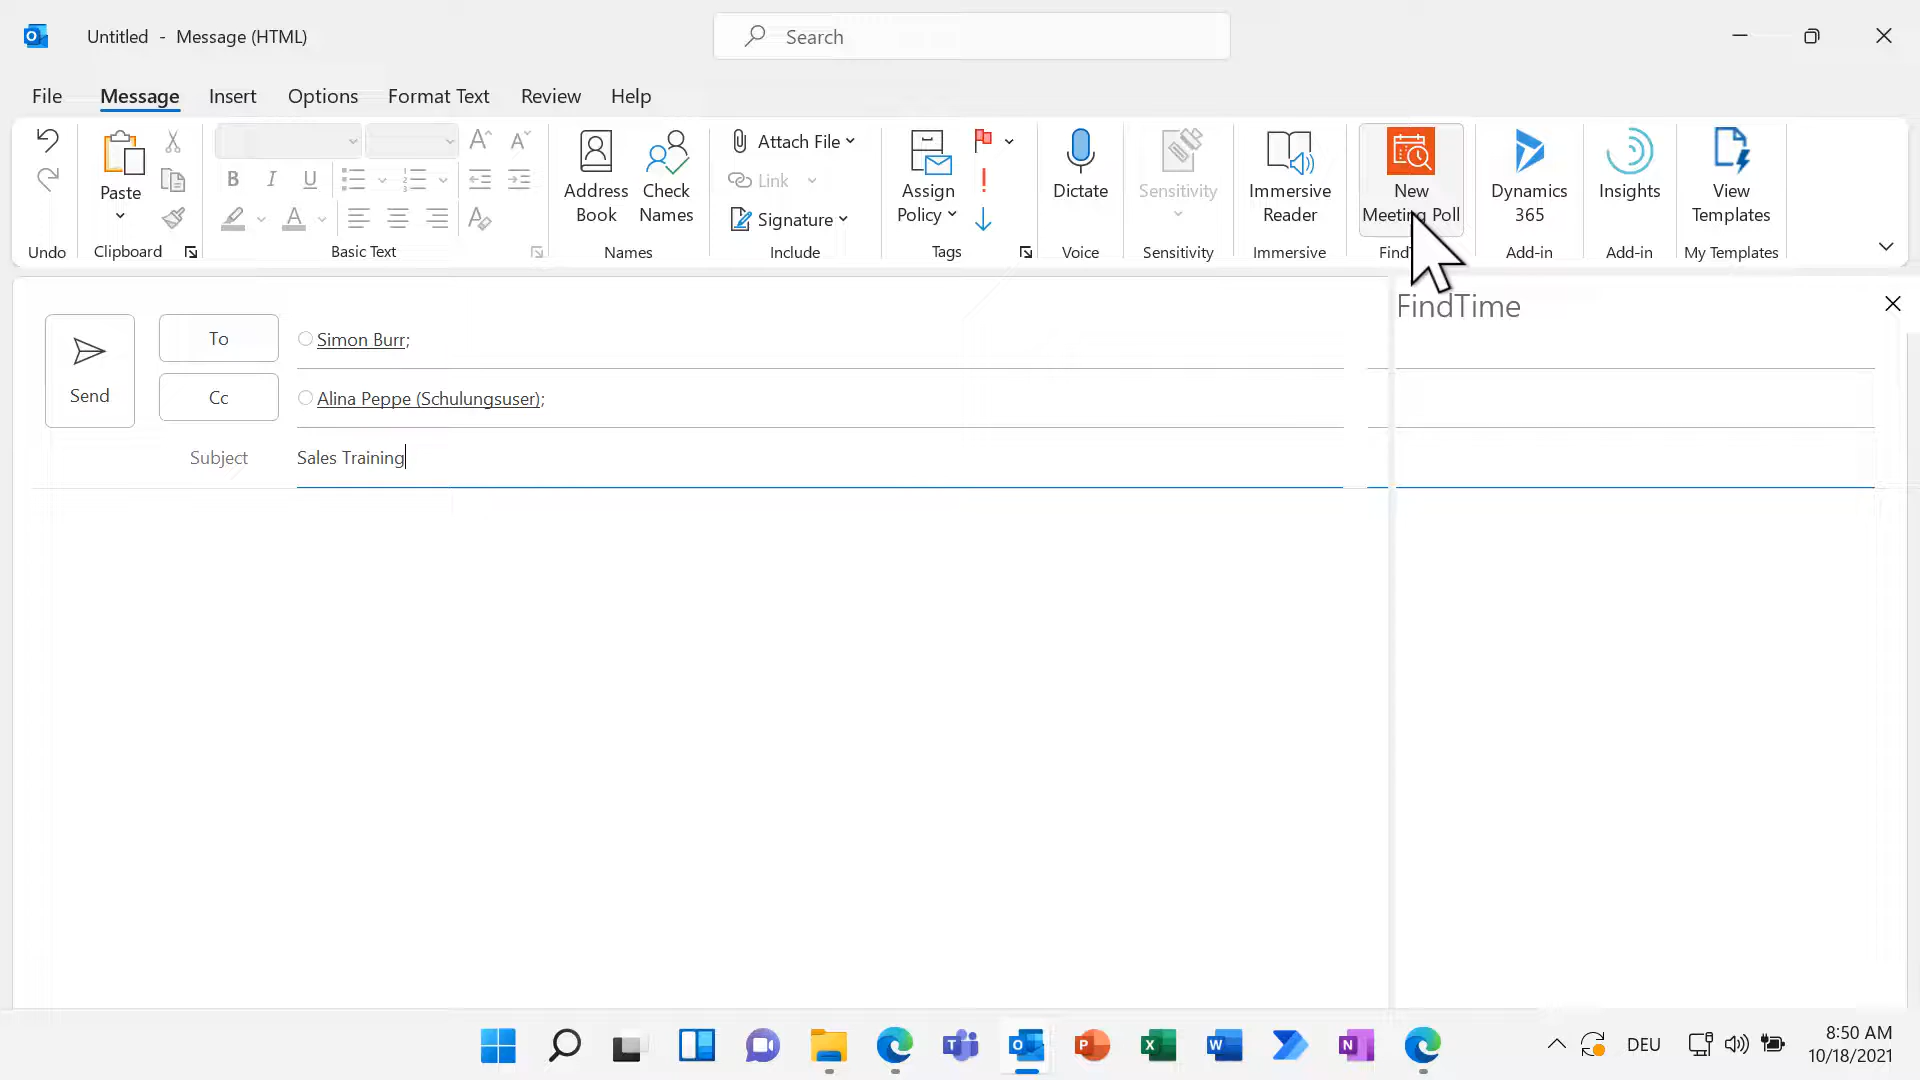 Untitled - Message (HTML)
Search
File Message Insert Options Format Text Review Help
Paste
B I U
A
Address Book
Check Names
Attach File
Link
Signature
Assign Policy
Dictate
Sensitivity
Immersive Reader
New Meeting Poll
Dynamics 365
Insights
View Templates
Undo Clipboard Basic Text Names Include Tags Voice Sensitivity Immersive Add-in Add-in My Templates
FindTime
Send
To Simon Burr;
Cc Alina Peppe (Schulungsuser);
Subject Sales Training
DEU
8:50 AM
10/18/2021